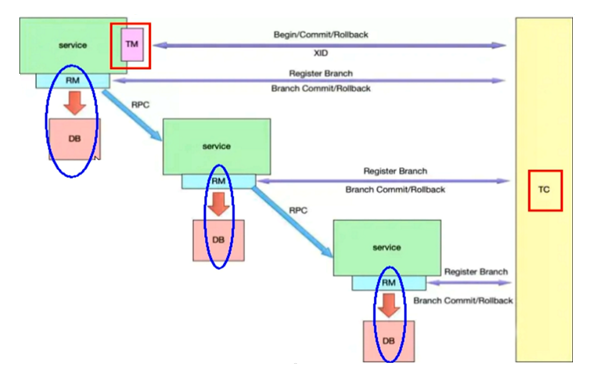 Begin/Commit/Rollback
service
TM
XID
Register Branch
RM
Branch Commit/Rollback
RPC
DB
service
Register Branch
RM
Branch Commit/Rollback
TC
RPC
DB
service
Register Branch
RM
Branch Commit/Rollback
DB